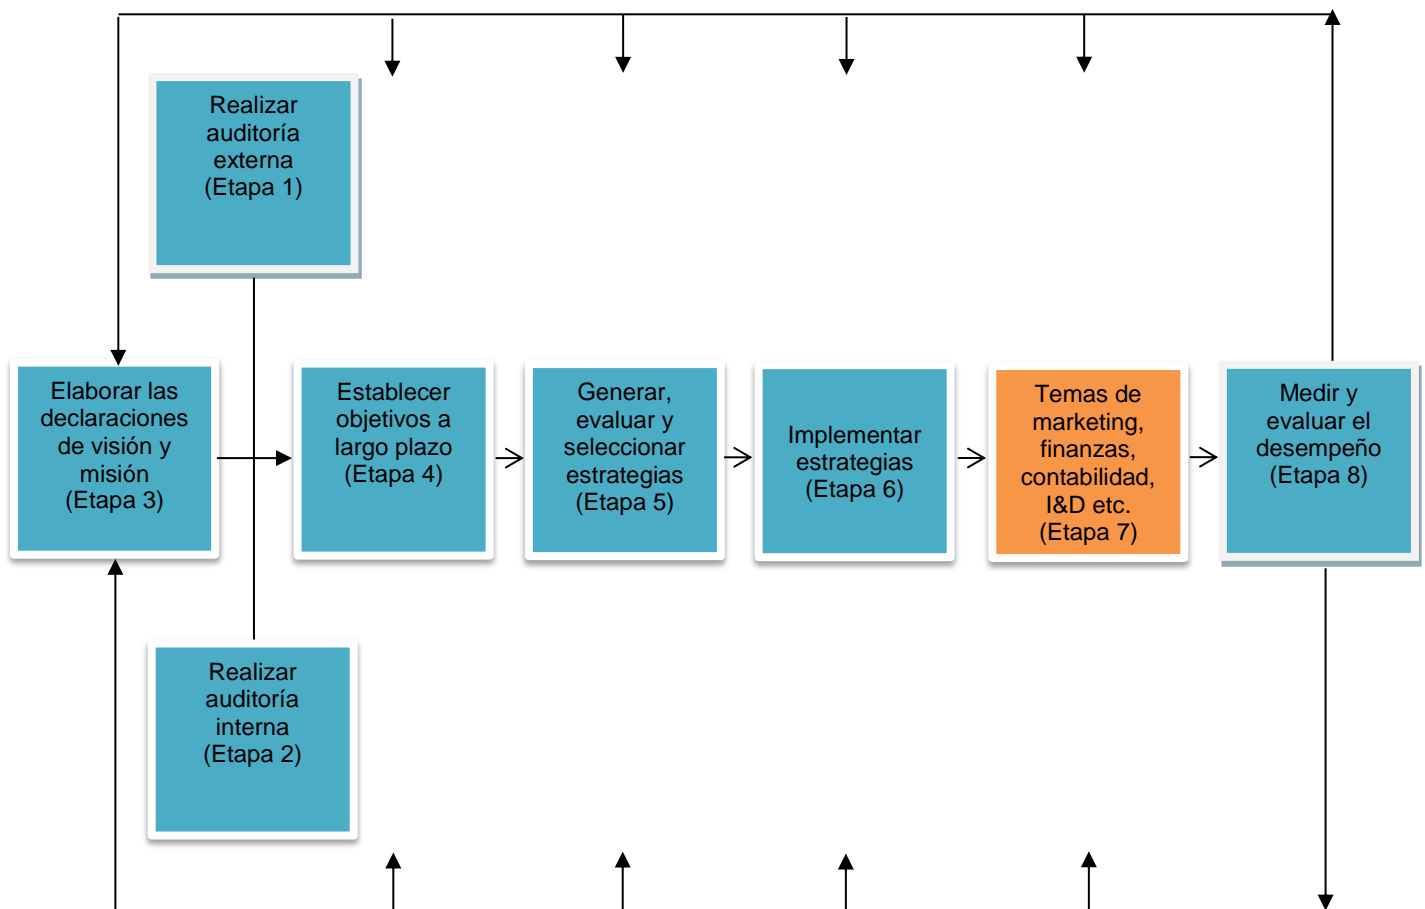 Realizar
auditoría
externa
(Etapa 1)
Elaborar las
declaraciones
de visión y
misión
(Etapa 3)
Establecer
objetivos a
largo plazo
(Etapa 4)
Generar,
evaluar y
seleccionar
estrategias
(Etapa 5)
Implementar
estrategias
(Etapa 6)
Temas de
marketing,
finanzas,
contabilidad,
I&D etc.
(Etapa 7)
Medir y
evaluar el
desempeño
(Etapa 8)
Realizar
auditoría
interna
(Etapa 2)